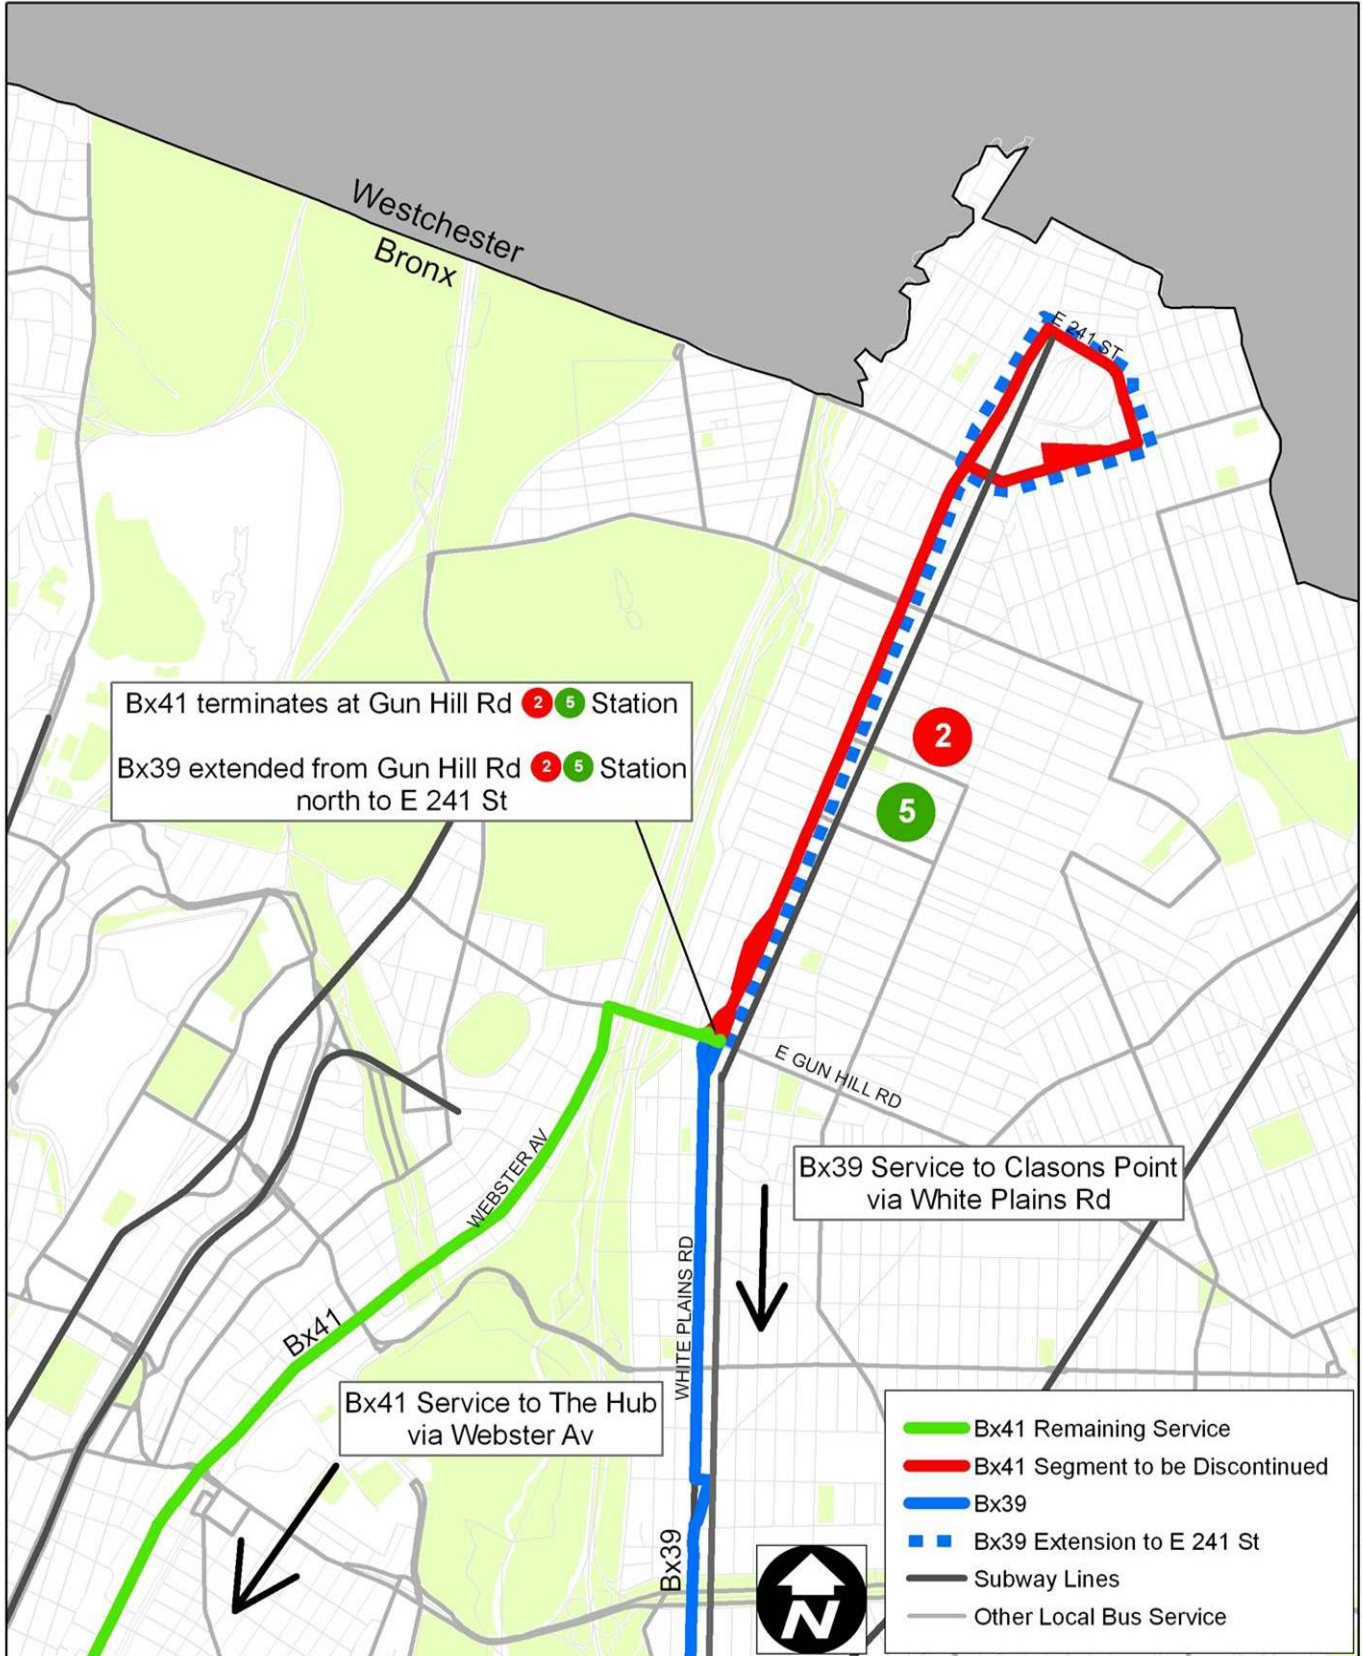 Westchester
Bronx
E 241 ST
Bx41 terminates at Gun Hill Rd 2 5 Station
Bx39 extended from Gun Hill Rd 2 5 Station
north to E 241 St
2
5
E GUN HILL RD
WEBSTER AV
Bx39 Service to Clasons Point
via White Plains Rd
WHITE PLAINS RD
Bx41
Bx41 Service to The Hub
via Webster Av
Bx39
N
Bx41 Remaining Service
Bx41 Segment to be Discontinued
Bx39
Bx39 Extension to E 241 St
Subway Lines
Other Local Bus Service